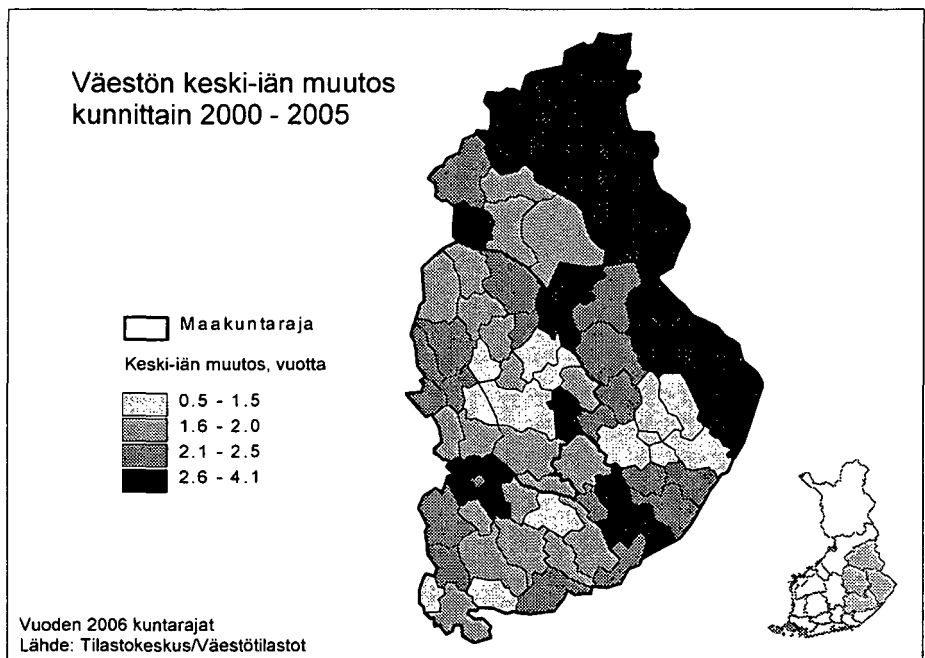 Väestön keski-iän muutos
kunnittain 2000 - 2005
Maakuntaraja
Keski-iän muutos, vuotta
0.5 - 1.5
1.6 - 2.0
2.1 - 2.5
2.6 - 4.1
Vuoden 2006 kuntarajat
Lähde: Tilastokeskus/Väestötilastot